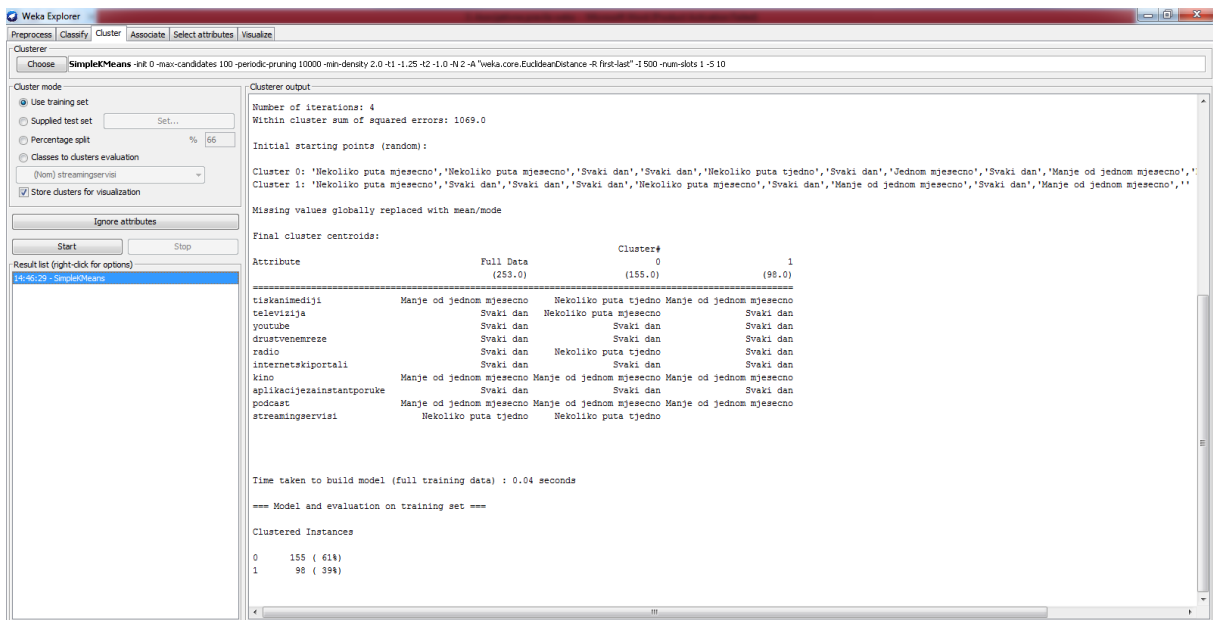 Weka Explorer
Preprocess Classify Cluster Associate Select attributes Visualize
Clusterer
Choose SimpleKMeans -init 0 -max-candidates 100 -periodic-pruning 10000 -min-density 2.0 -t1 -1.25 -t2 -1.0 -N 2 -A "weka.core.EuclideanDistance -R first-last" -I 500 -num-slots 1 -S 10
Cluster mode
Use training set
Supplied test set Set...
Percentage split % 66
Classes to clusters evaluation
(Nom) streamingservisi
Store clusters for visualization
Ignore attributes
Start Stop
Result list (right-click for options)
14:46:29 - SimpleKMeans
Clusterer output
Number of iterations: 4
Within cluster sum of squared errors: 1069.0
Initial starting points (random):
Cluster 0: 'Nekoliko puta mjesecno','Nekoliko puta mjesecno','Svaki dan','Svaki dan','Nekoliko puta tjedno','Svaki dan','Jednom mjesecno','Svaki dan','Manje od jednom mjesecno','
Cluster 1: 'Nekoliko puta mjesecno','Svaki dan','Svaki dan','Svaki dan','Nekoliko puta mjesecno','Svaki dan','Manje od jednom mjesecno','Svaki dan','Manje od jednom mjesecno',''
Missing values globally replaced with mean/mode
Final cluster centroids:
Cluster#
Attribute Full Data 0 1
(253.0) (155.0) (98.0)
==========================================================================================
tiskanimediji Manje od jednom mjesecno Nekoliko puta tjedno Manje od jednom mjesecno
televizija Svaki dan Nekoliko puta mjesecno Svaki dan
youtube Svaki dan Svaki dan Svaki dan
drustvenemreze Svaki dan Svaki dan Svaki dan
radio Svaki dan Nekoliko puta tjedno Svaki dan
internetskiportali Svaki dan Svaki dan Svaki dan
kino Manje od jednom mjesecno Manje od jednom mjesecno Manje od jednom mjesecno
aplikacijezainstantporuke Svaki dan Svaki dan Svaki dan
podcast Manje od jednom mjesecno Manje od jednom mjesecno Manje od jednom mjesecno
streamingservisi Nekoliko puta tjedno Nekoliko puta tjedno
Time taken to build model (full training data) : 0.04 seconds
=== Model and evaluation on training set ===
Clustered Instances
0 155 ( 61%)
1 98 ( 39%)